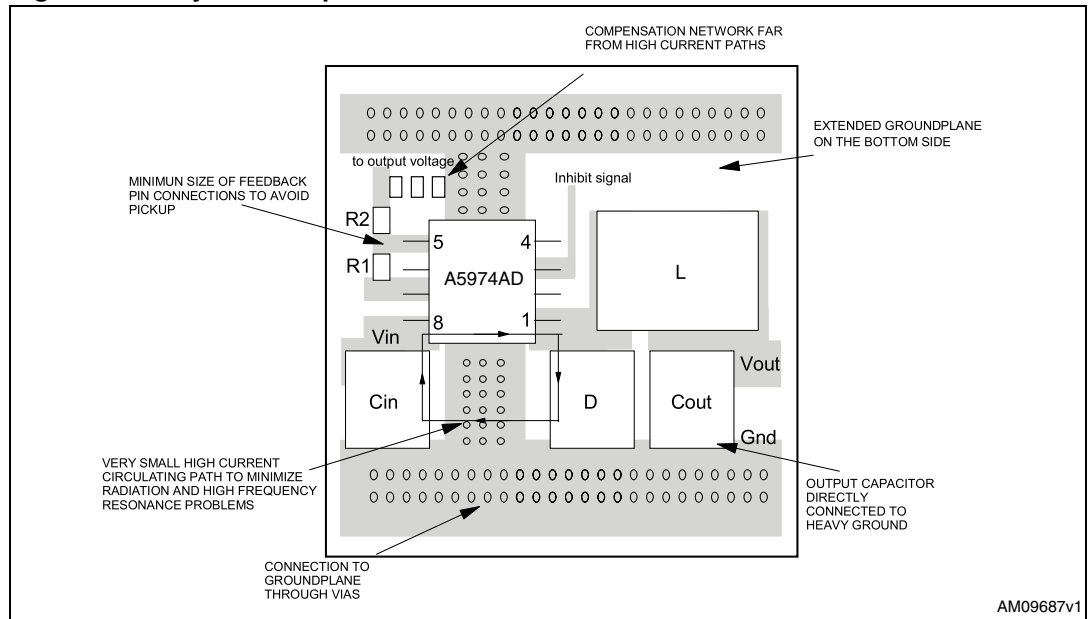 COMPENSATION NETWORK FAR
FROM HIGH CURRENT PATHS
EXTENDED GROUNDPLANE
ON THE BOTTOM SIDE
to output voltage
Inhibit signal
MINIMUN SIZE OF FEEDBACK
PIN CONNECTIONS TO AVOID
PICKUP
R2
R1
5
4
A5974AD
8
1
L
Vin
Vout
Cin
D
Cout
Gnd
VERY SMALL HIGH CURRENT
CIRCULATING PATH TO MINIMIZE
RADIATION AND HIGH FREQUENCY
RESONANCE PROBLEMS
OUTPUT CAPACITOR
DIRECTLY
CONNECTED TO
HEAVY GROUND
CONNECTION TO
GROUNDPLANE
THROUGH VIAS
AM09687v1